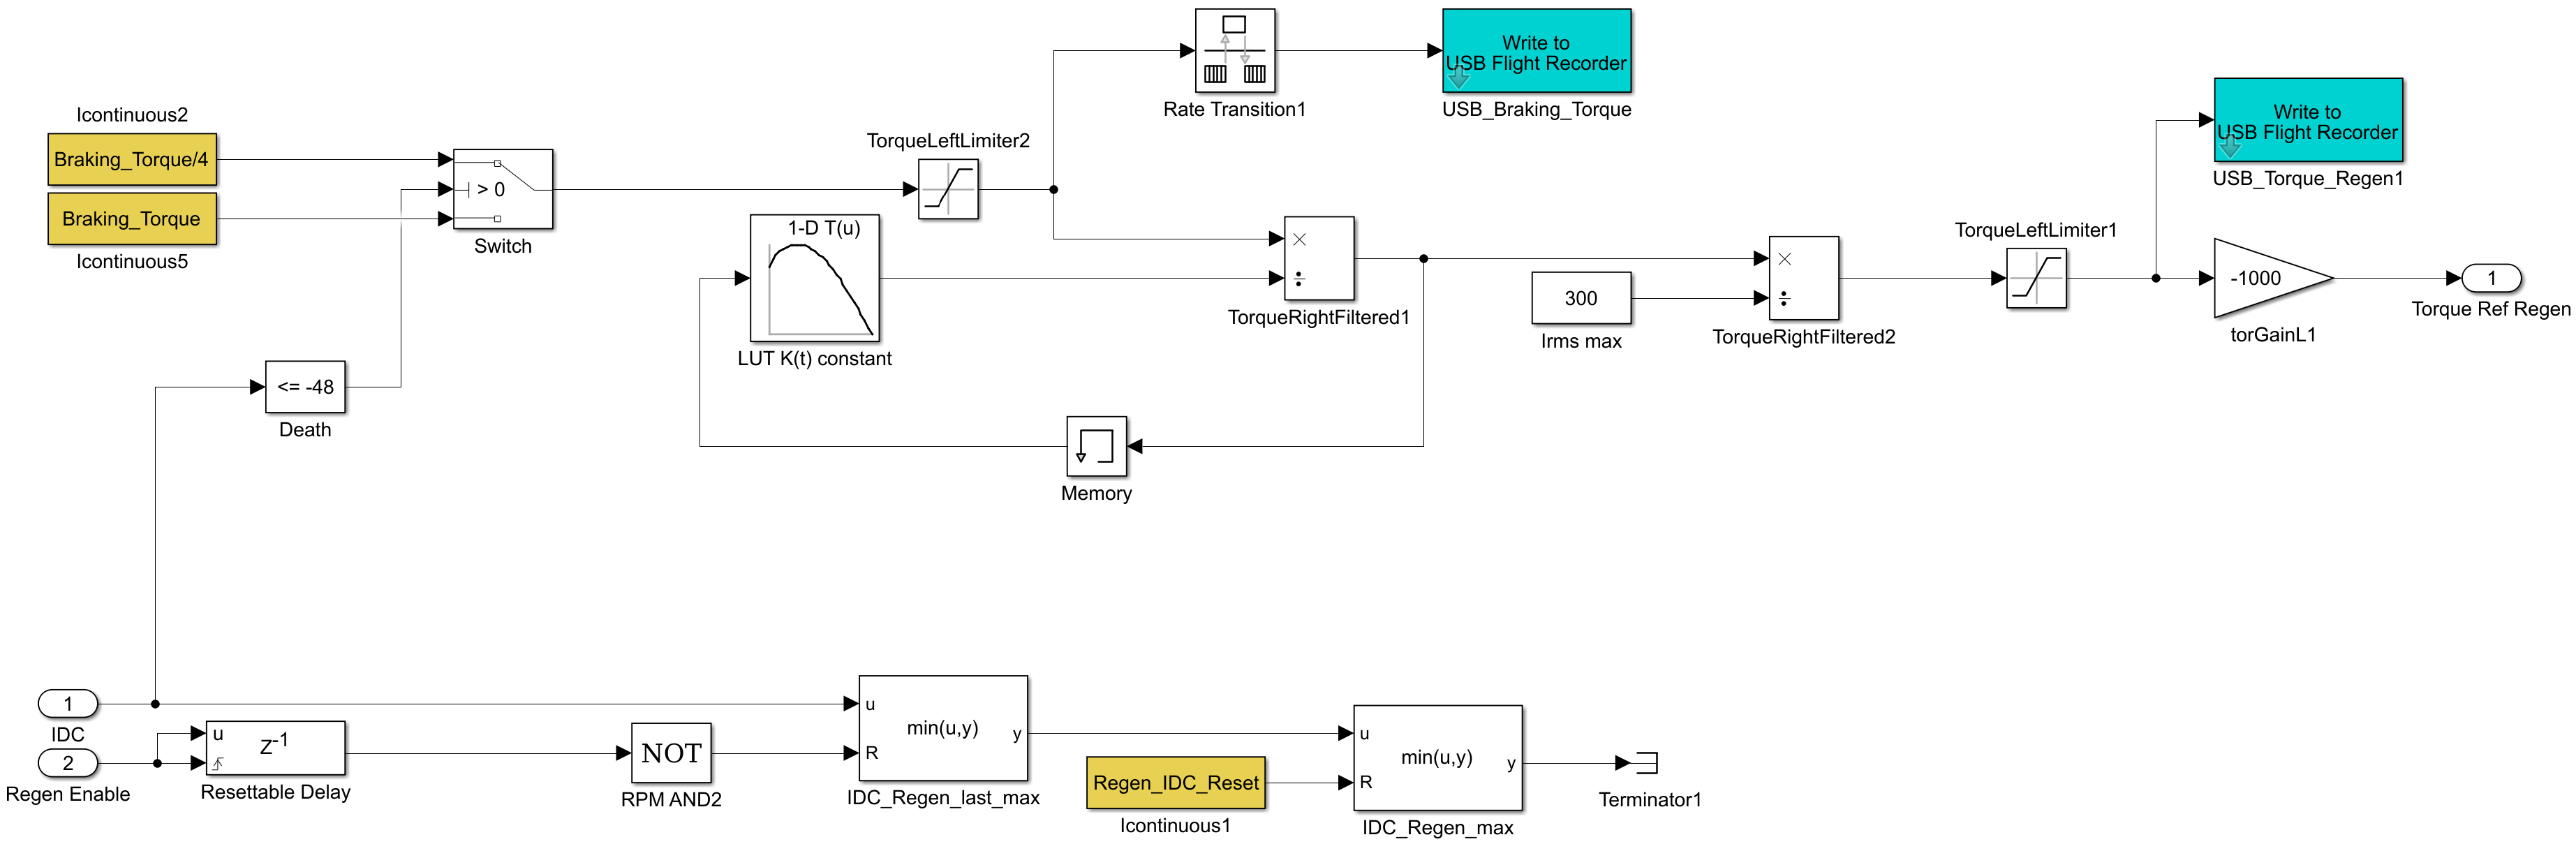 Write to
USB Flight Recorder
Rate Transition1
USB_Braking_Torque
Write to
USB Flight Recorder
USB_Torque_Regen1
Icontinuous2
Braking_Torque/4
Braking_Torque
Icontinuous5
> 0
Switch
TorqueLeftLimiter2
1-D T(u)
LUT K(t) constant
×
÷
TorqueRightFiltered1
300
Irms max
×
÷
TorqueRightFiltered2
TorqueLeftLimiter1
-1000
torGainL1
1
Torque Ref Regen
<= -48
Death
Memory
1
IDC
2
Regen Enable
u
Z-1
Resettable Delay
NOT
RPM AND2
u
R
min(u,y)
y
IDC_Regen_last_max
Regen_IDC_Reset
Icontinuous1
u
R
min(u,y)
y
IDC_Regen_max
Terminator1